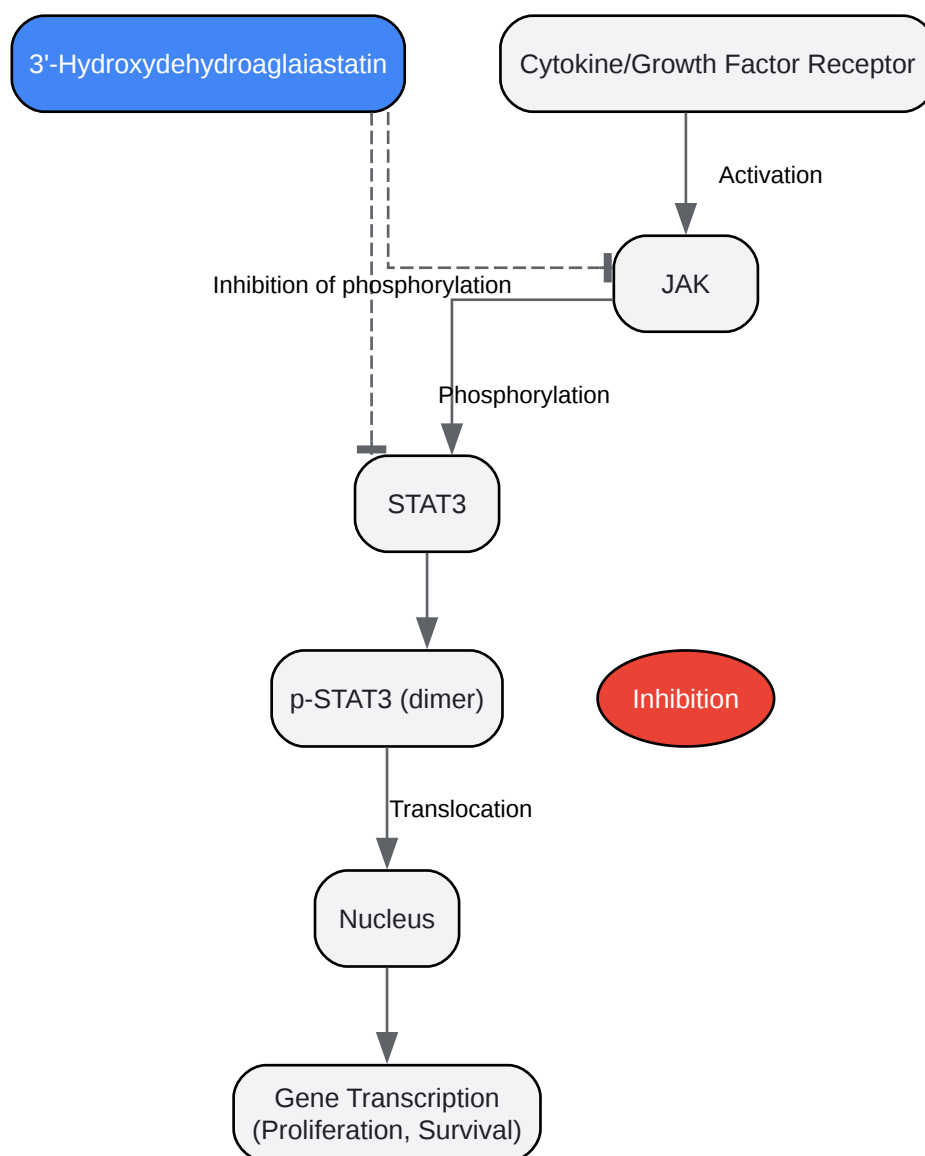 3'-Hydroxydehydroaglaiastatin
Cytokine/Growth Factor Receptor
Activation
Inhibition of phosphorylation
JAK
Phosphorylation
STAT3
p-STAT3 (dimer)
Inhibition
Translocation
Nucleus
Gene Transcription
(Proliferation, Survival)